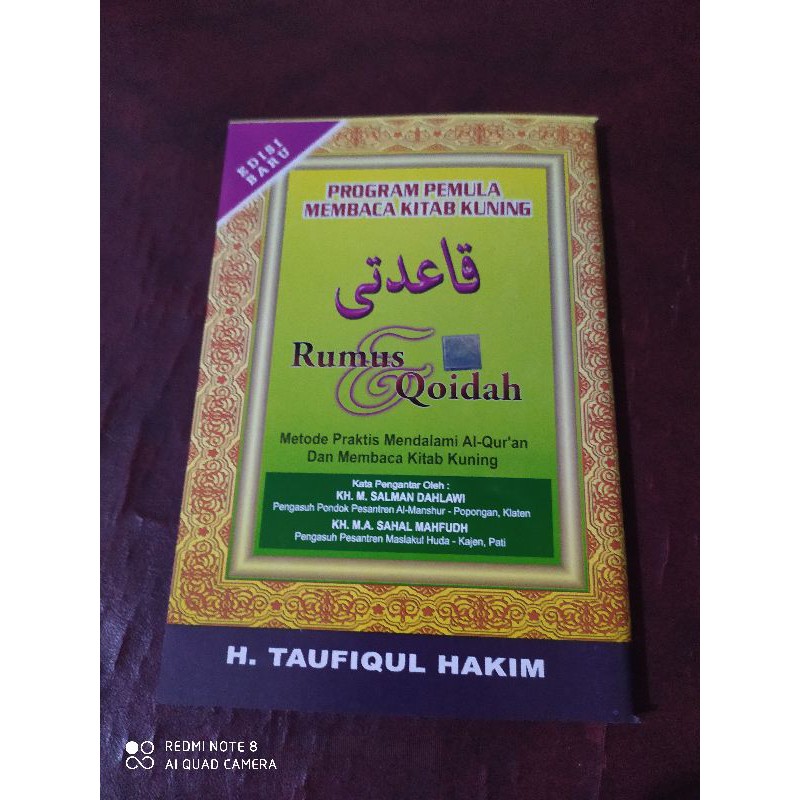 EDISI
BARU
PROGRAM PEMULA
MEMBACA KITAB KUNING
قاعدتي
Rumus
&
Qoidah
Metode Praktis Mendalami Al-Qur'an
Dan Membaca Kitab Kuning
Kata Pengantar Oleh :
KH. M. SALMAN DAHLAWI
Pengasuh Pondok Pesantren Al-Manshur - Popongan, Klaten
KH. M.A. SAHAL MAHFUDH
Pengasuh Pesantren Maslakul Huda - Kajen, Pati
H. TAUFIQUL HAKIM
REDMI NOTE 8
AI QUAD CAMERA